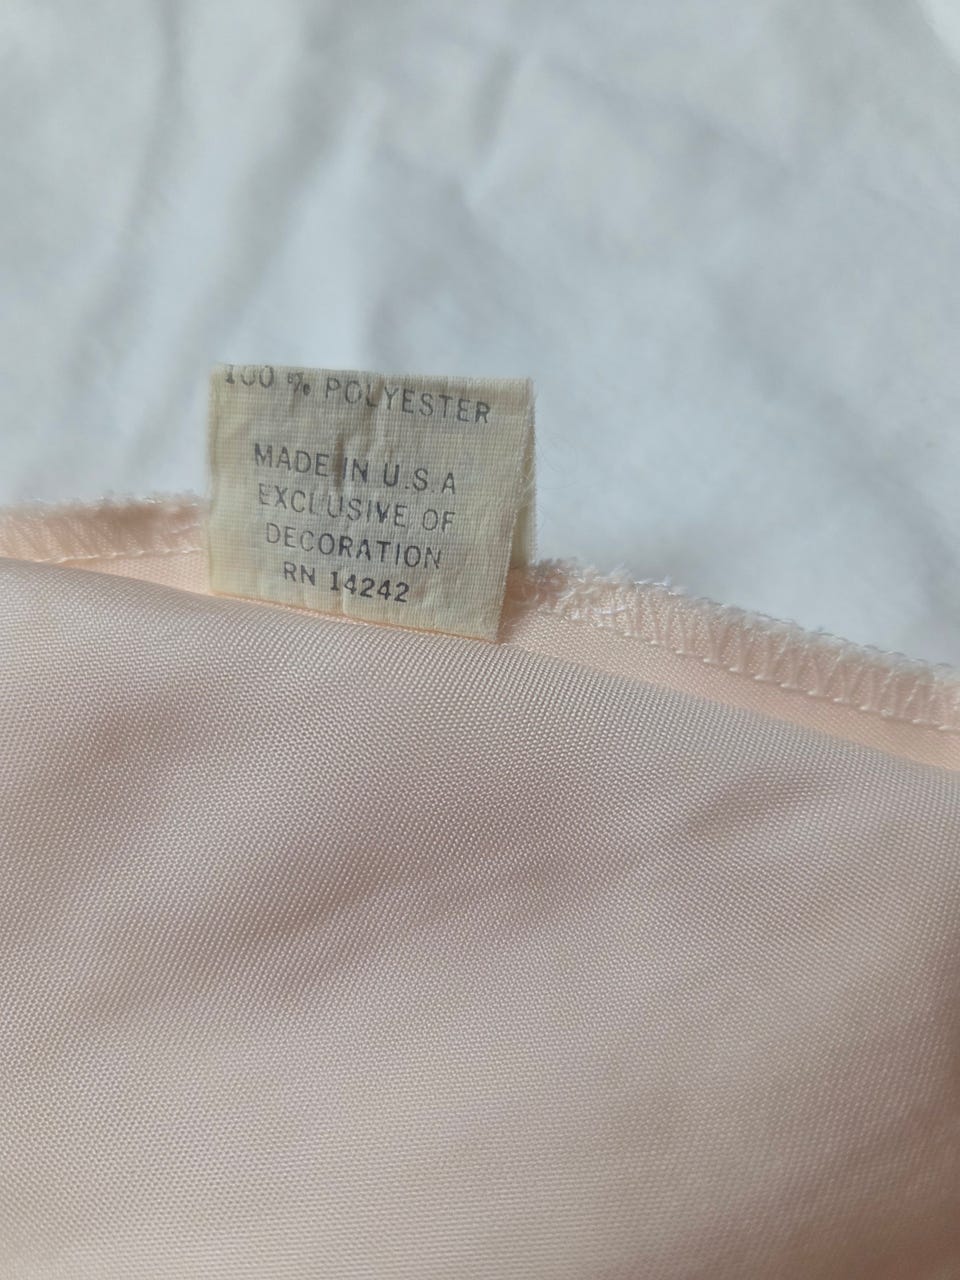 100 % POLYESTER
MADE IN U.S.A
EXCLUSIVE OF
DECORATION
RN 14242